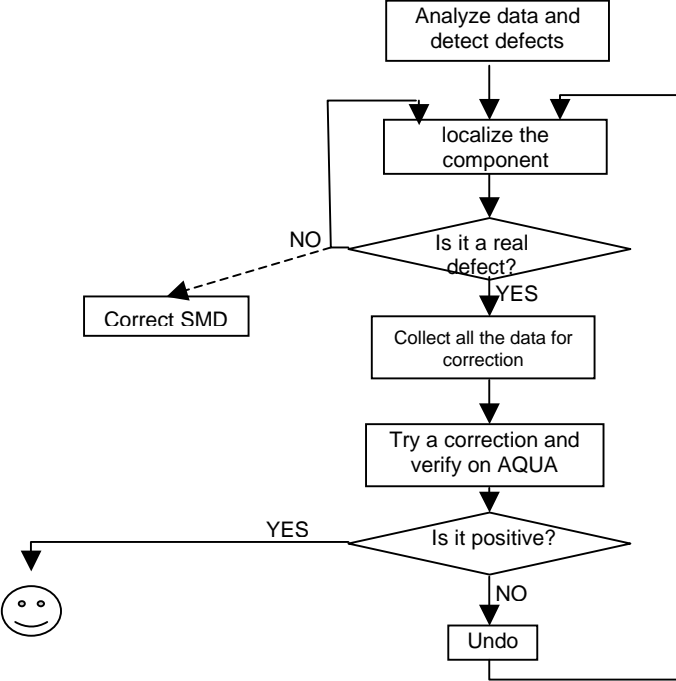 Analyze data and
detect defects
localize the
component
NO
Is it a real
defect?
YES
Correct SMD
Collect all the data for
correction
Try a correction and
verify on AQUA
YES
Is it positive?
NO
Undo